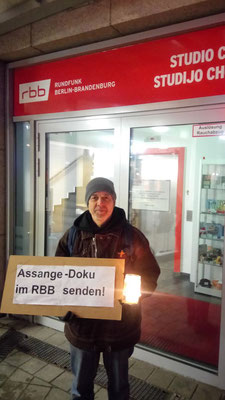 rbb
RUNDFUNK
BERLIN-BRANDENBURG
STUDIO C
STUDIJO CH
Assange-Doku
im RBB senden!